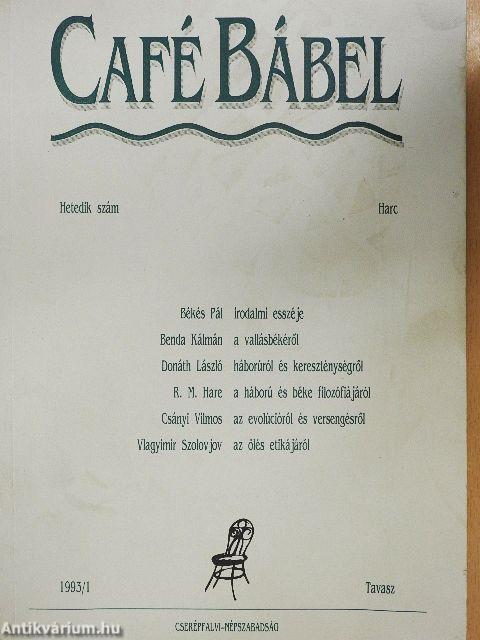 CAFÉ BÁBEL
Hetedik szám Harc
Békés Pál irodalmi esszéje
Benda Kálmán a vallásbékéről
Donáth László háborúról és kereszténységről
R. M. Hare a háború és béke filozófiájáról
Csányi Vilmos az evolúcióról és versengésről
Vlagyimir Szolovjov az ölés etikájáról
1993/1 Tavasz
CSERÉPFALVI-NÉPSZABADSÁG
Antikvárium.hu